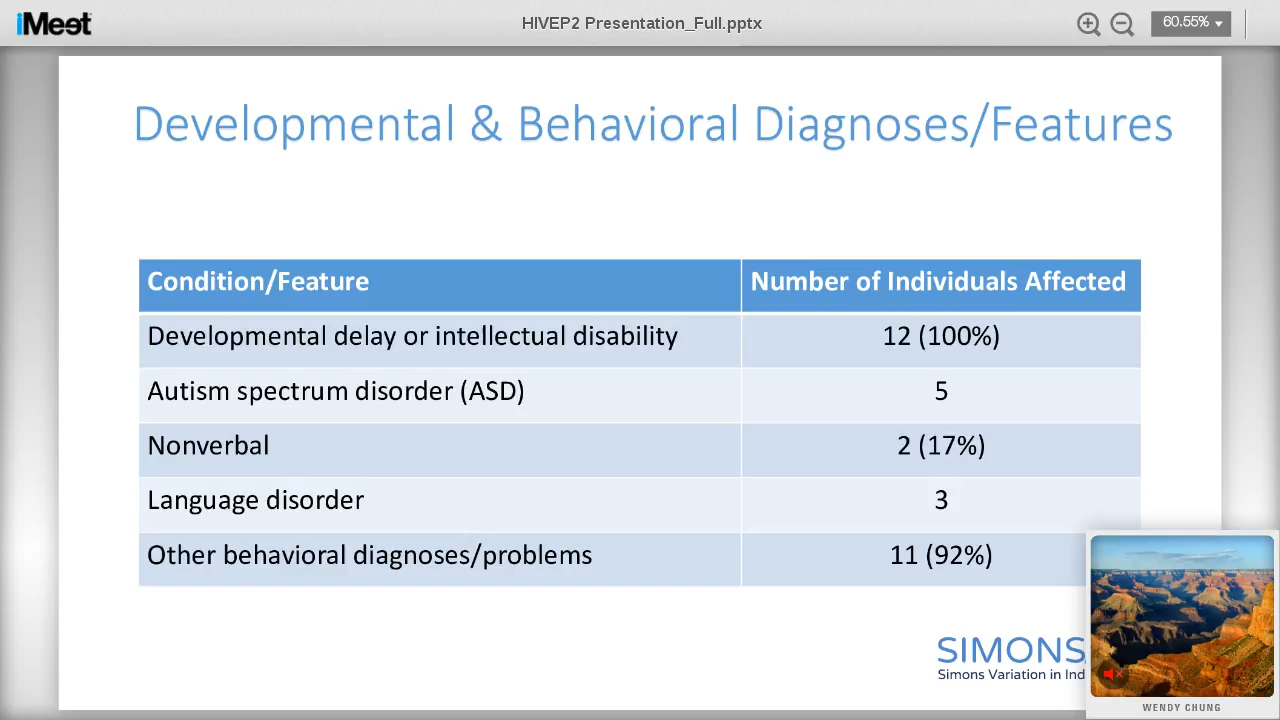 iMeet
HIVEP2 Presentation_Full.pptx
60.55%
Developmental & Behavioral Diagnoses/Features
Condition/Feature Number of Individuals Affected
Developmental delay or intellectual disability 12 (100%)
Autism spectrum disorder (ASD) 5
Nonverbal 2 (17%)
Language disorder 3
Other behavioral diagnoses/problems 11 (92%)
SIMONS
Simons Variation in Ind
WENDY CHUNG